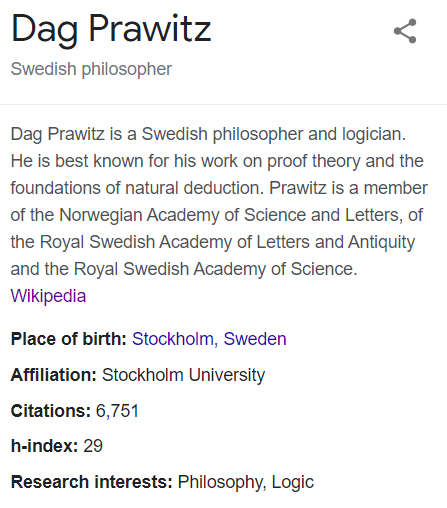 Dag Prawitz
Swedish philosopher
Dag Prawitz is a Swedish philosopher and logician.
He is best known for his work on proof theory and the
foundations of natural deduction. Prawitz is a member
of the Norwegian Academy of Science and Letters, of
the Royal Swedish Academy of Letters and Antiquity
and the Royal Swedish Academy of Science.
Wikipedia
Place of birth: Stockholm, Sweden
Affiliation: Stockholm University
Citations: 6,751
h-index: 29
Research interests: Philosophy, Logic